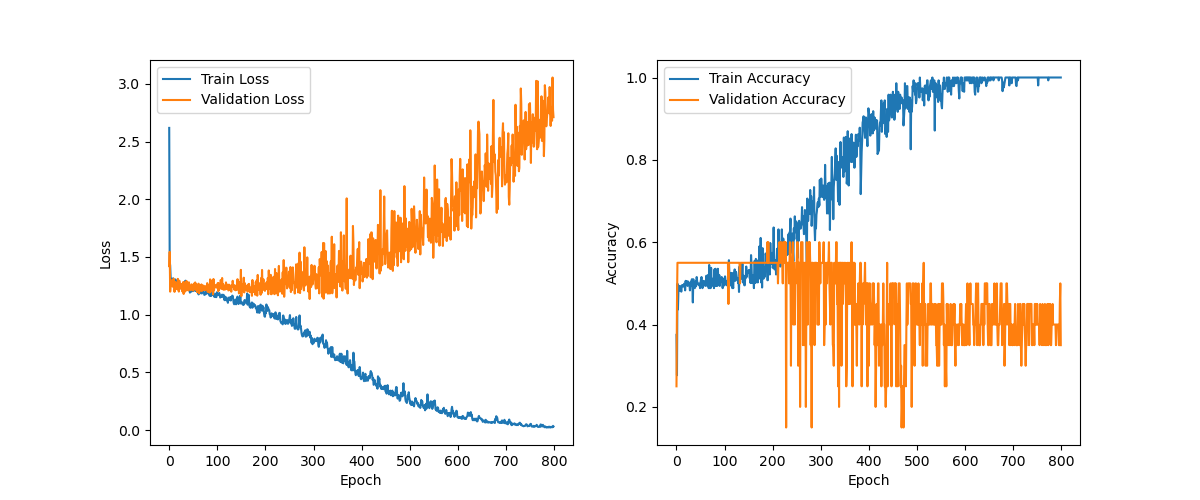 Train Loss
Validation Loss
3.0
2.5
2.0
1.5
1.0
0.5
0.0
Loss
0 100 200 300 400 500 600 700 800
Epoch
Train Accuracy
Validation Accuracy
1.0
0.8
0.6
0.4
0.2
Accuracy
0 100 200 300 400 500 600 700 800
Epoch